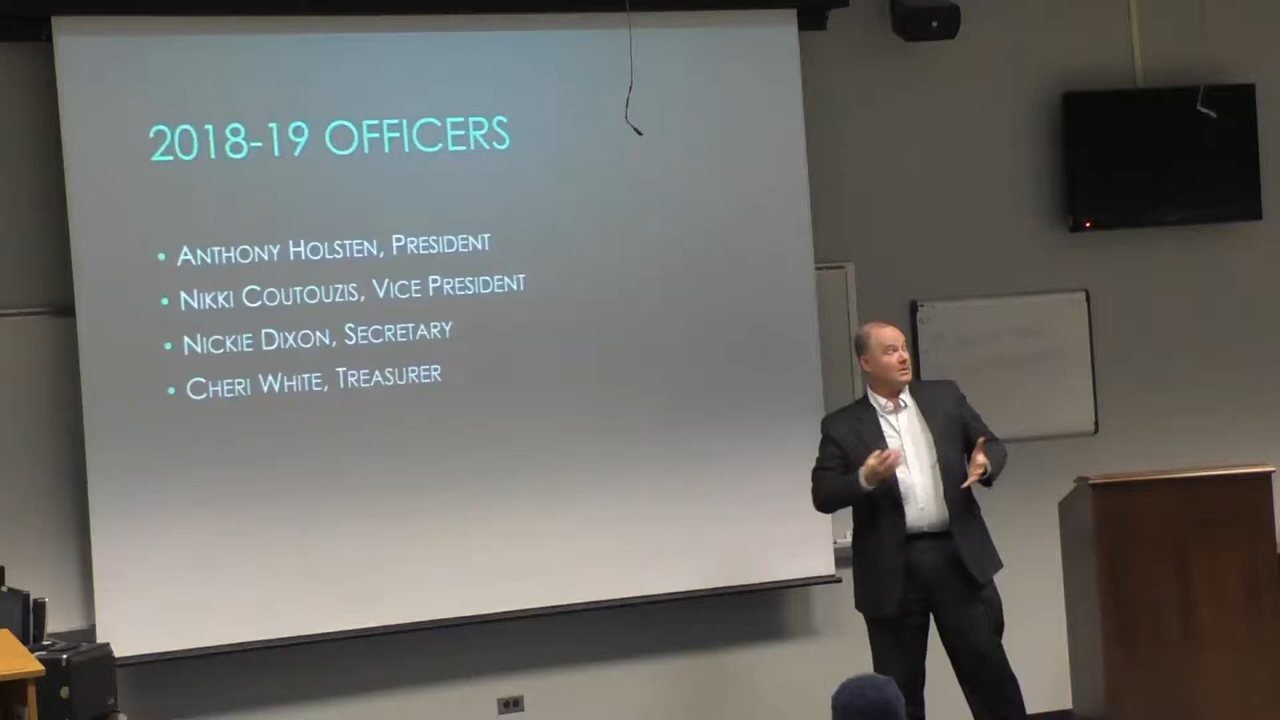 2018-19 OFFICERS
• ANTHONY HOLSTEN, PRESIDENT
• NIKKI COUTOUZIS, VICE PRESIDENT
• NICKIE DIXON, SECRETARY
• CHERI WHITE, TREASURER